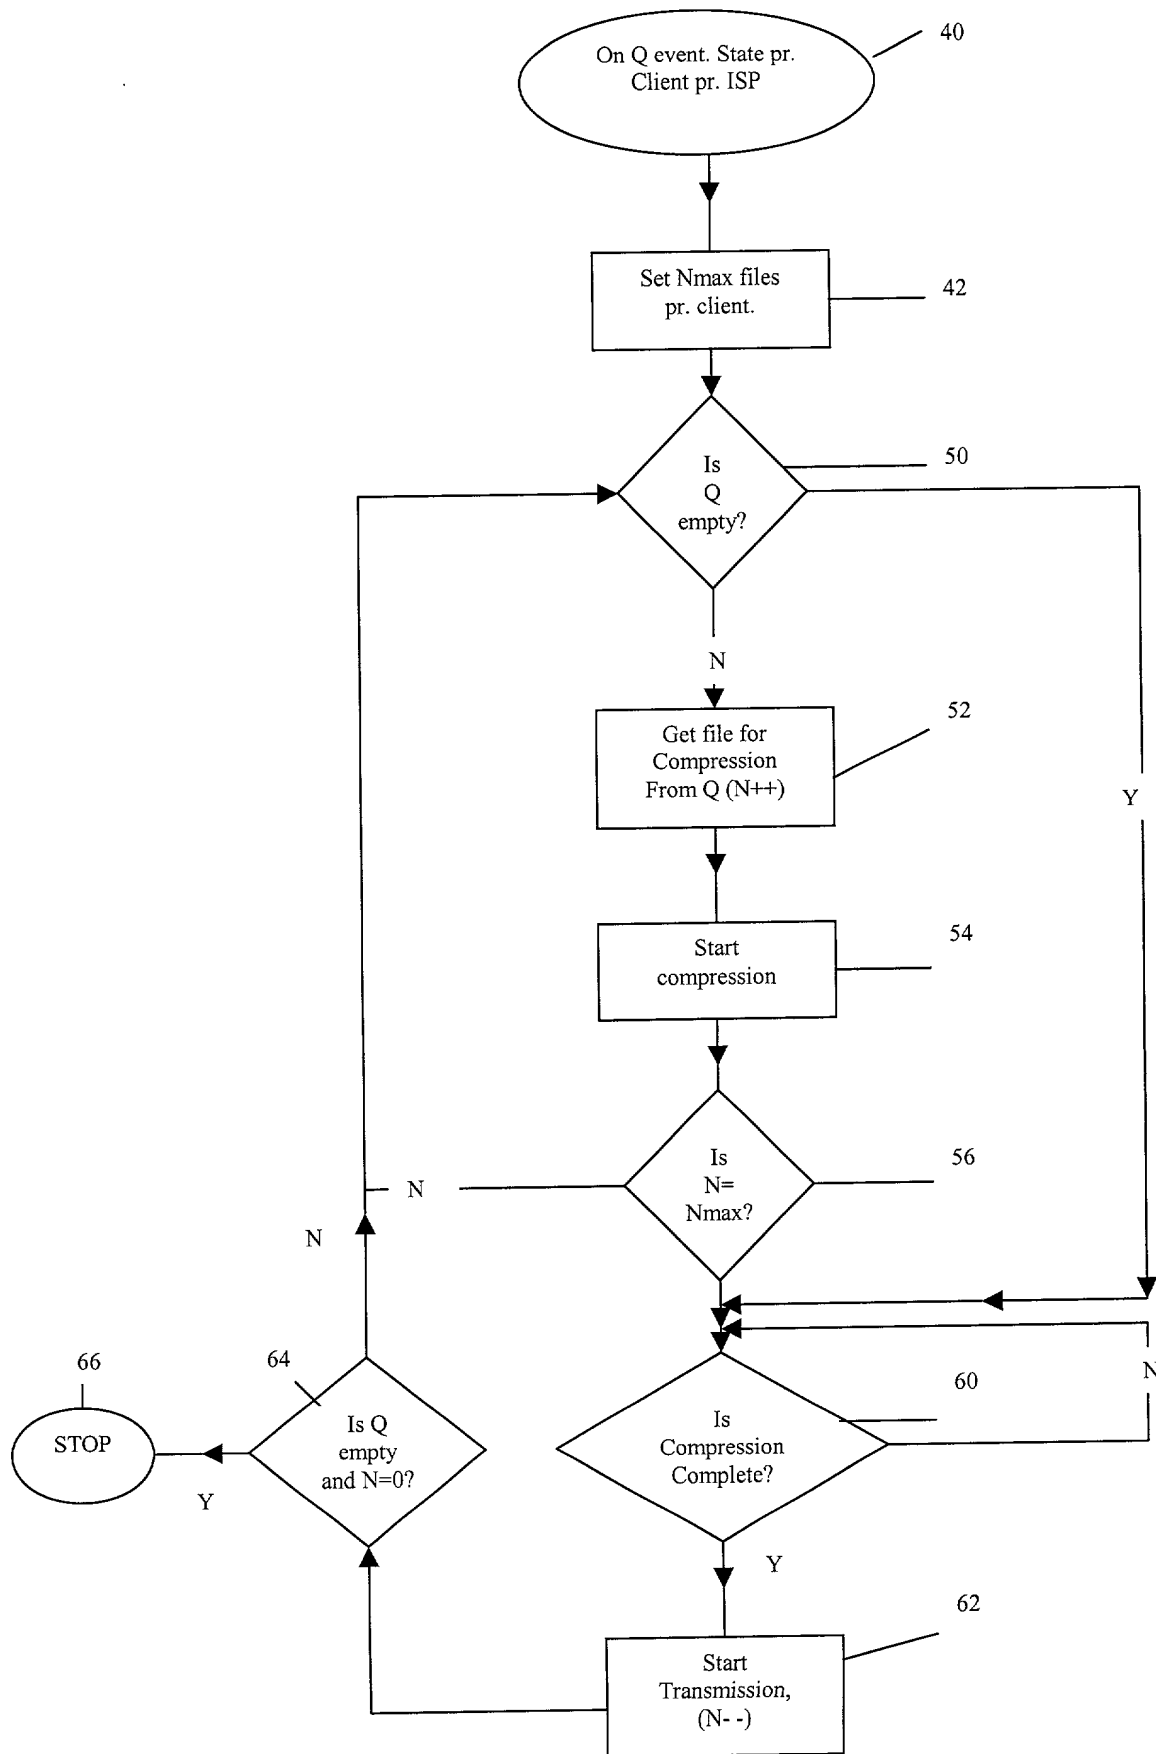 On Q event. State pr.
Client pr. ISP
40
Set Nmax files
pr. client.
42
Is
Q
empty?
50
N
Y
Get file for
Compression
From Q (N++)
52
Start
compression
54
Is
N=
Nmax?
56
N
N
Is
Compression
Complete?
60
N
Y
Start
Transmission,
(N- -)
62
Is Q
empty
and N=0?
64
Y
STOP
66